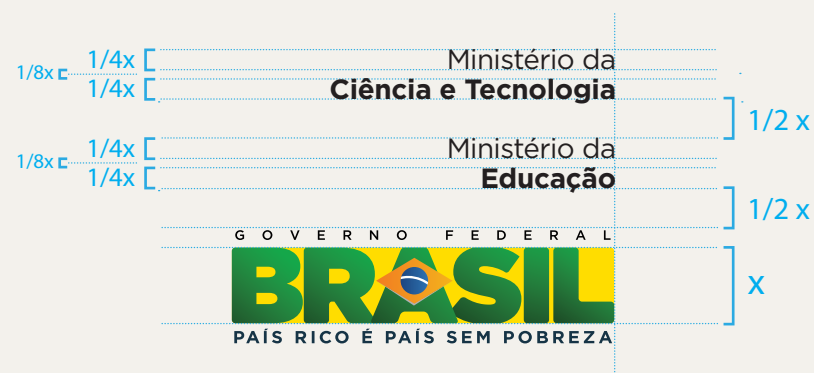 1/4x
Ministério da
1/8x
1/4x
Ciência e Tecnologia
1/2 x
1/4x
Ministério da
1/8x
1/4x
Educação
1/2 x
GOVERNO FEDERAL
BRASIL
x
PAÍS RICO É PAÍS SEM POBREZA